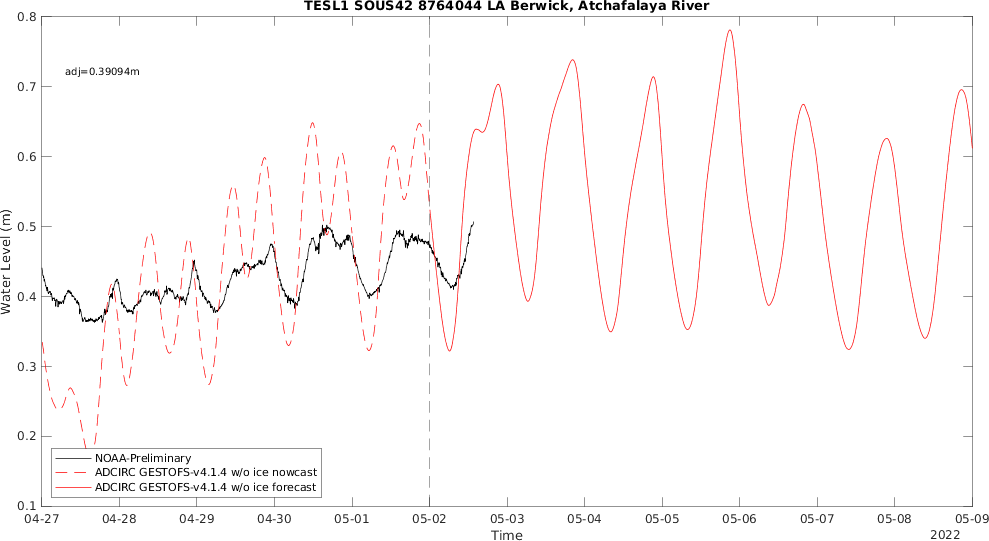 TESL1 SOUS42 8764044 LA Berwick, Atchafalaya River
adj=0.39094m
0.8
0.7
0.6
0.5
0.4
0.3
0.2
0.1
Water Level (m)
NOAA-Preliminary
ADCIRC GESTOFS-v4.1.4 w/o ice nowcast
ADCIRC GESTOFS-v4.1.4 w/o ice forecast
04-27 04-28 04-29 04-30 05-01 05-02 05-03 05-04 05-05 05-06 05-07 05-08 05-09
Time
2022